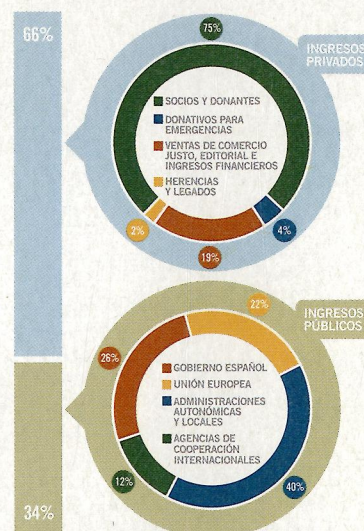 66%
75%
INGRESOS
PRIVADOS
SOCIOS Y DONANTES
DONATIVOS PARA
EMERGENCIAS
VENTAS DE COMERCIO
JUSTO, EDITORIAL E
INGRESOS FINANCIEROS
HERENCIAS
Y LEGADOS
2%
4%
19%
22%
INGRESOS
PÚBLICOS
26%
GOBIERNO ESPAÑOL
UNIÓN EUROPEA
ADMINISTRACIONES
AUTONÓMICAS
Y LOCALES
AGENCIAS DE
COOPERACIÓN
INTERNACIONALES
12%
40%
34%